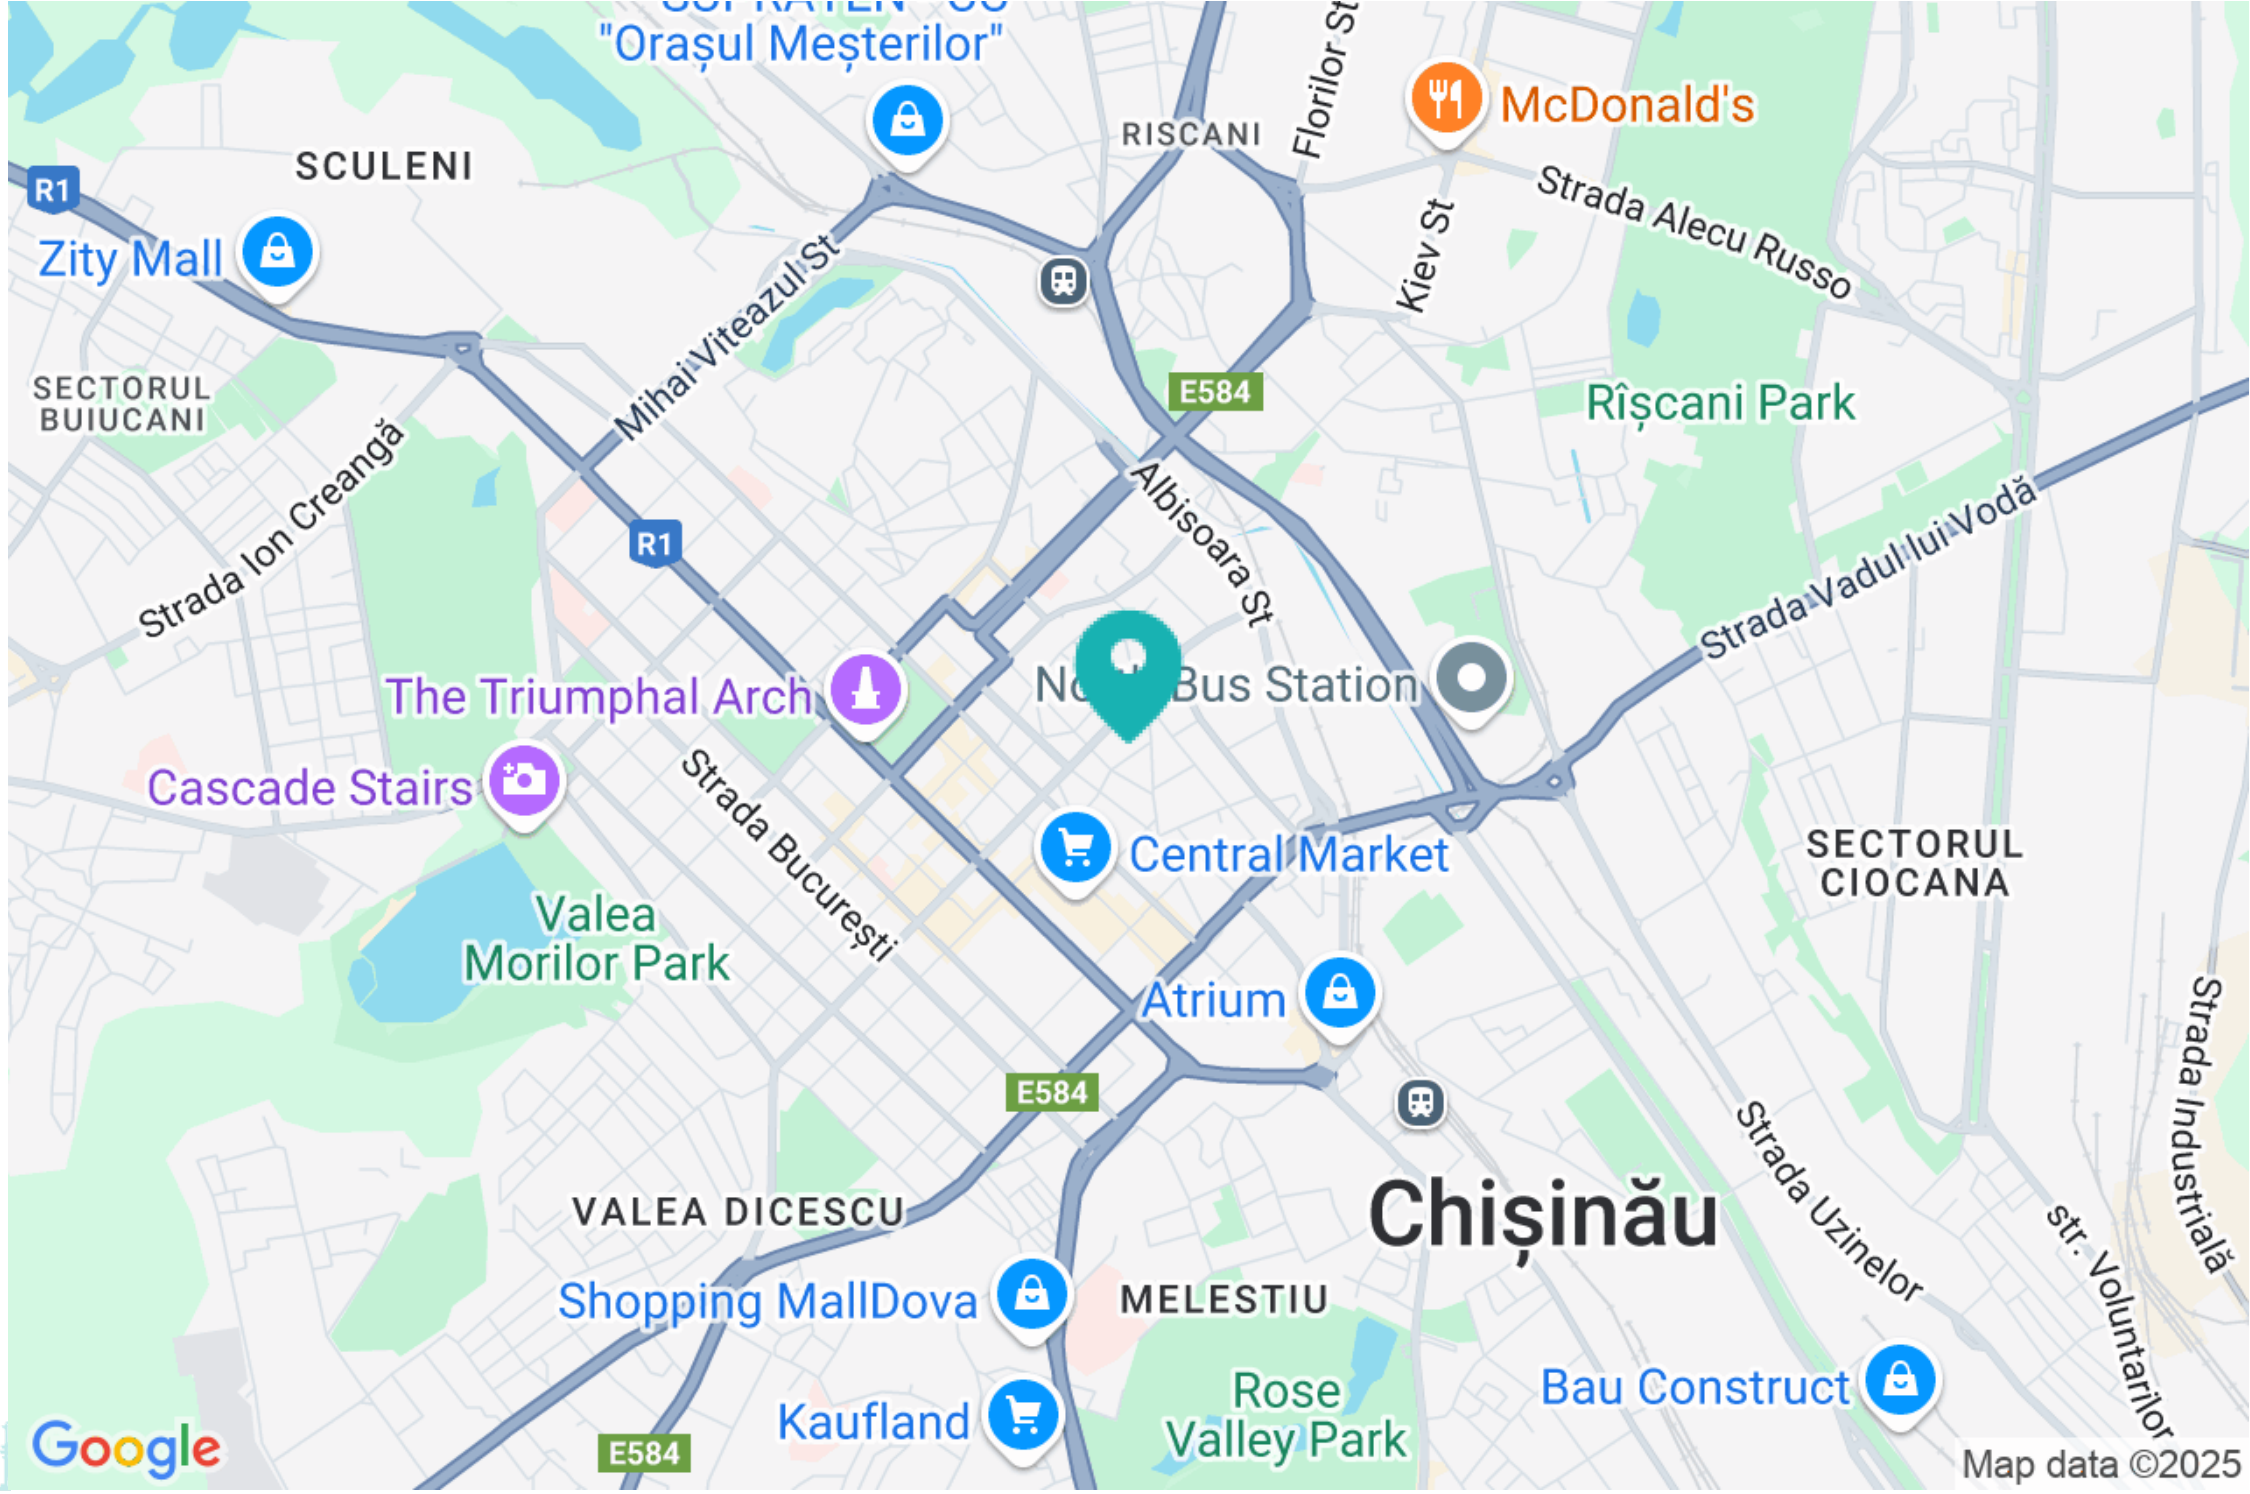 "Orașul Meșterilor"
McDonald's
RISCANI
Florilor St
SCULENI
R1
Zity Mall
Strada Alecu Russo
Kiev St
Mihai Viteazul St
SECTORUL
BUIUCANI
E584
Rîșcani Park
Strada Ion Creangă
R1
Albisoara St
Strada Vadul lui Vodă
The Triumphal Arch
Bus Station
Cascade Stairs
Strada București
Central Market
SECTORUL
CIOCANA
Valea
Morilor Park
Atrium
Strada Industrială
E584
Strada Uzinelor
VALEA DICESCU
Chișinău
str. Voluntarilor
Shopping MallDova
MELESTIU
Bau Construct
Rose
Valley Park
Kaufland
E584
Google
Map data ©2025